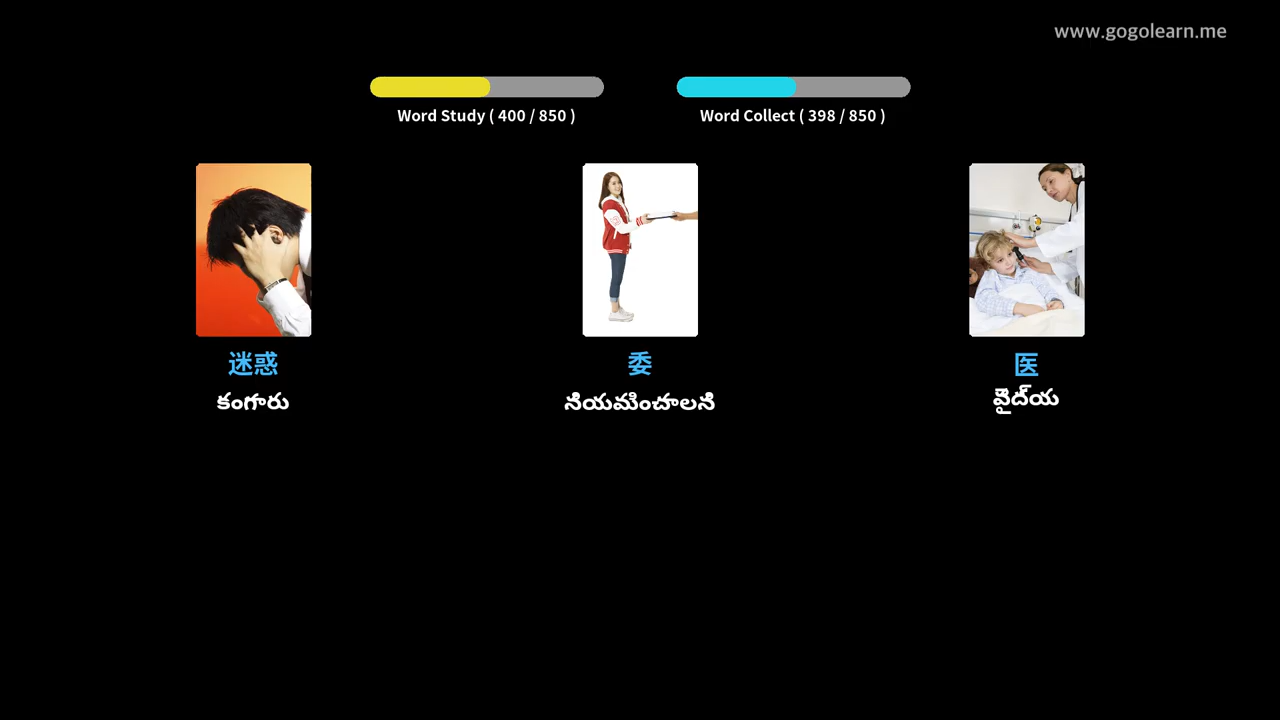 www.gogolearn.me
Word Study ( 400 / 850 )
Word Collect ( 398 / 850 )
迷惑
委
医
కంగారు
నియమించాలని
వైద్య